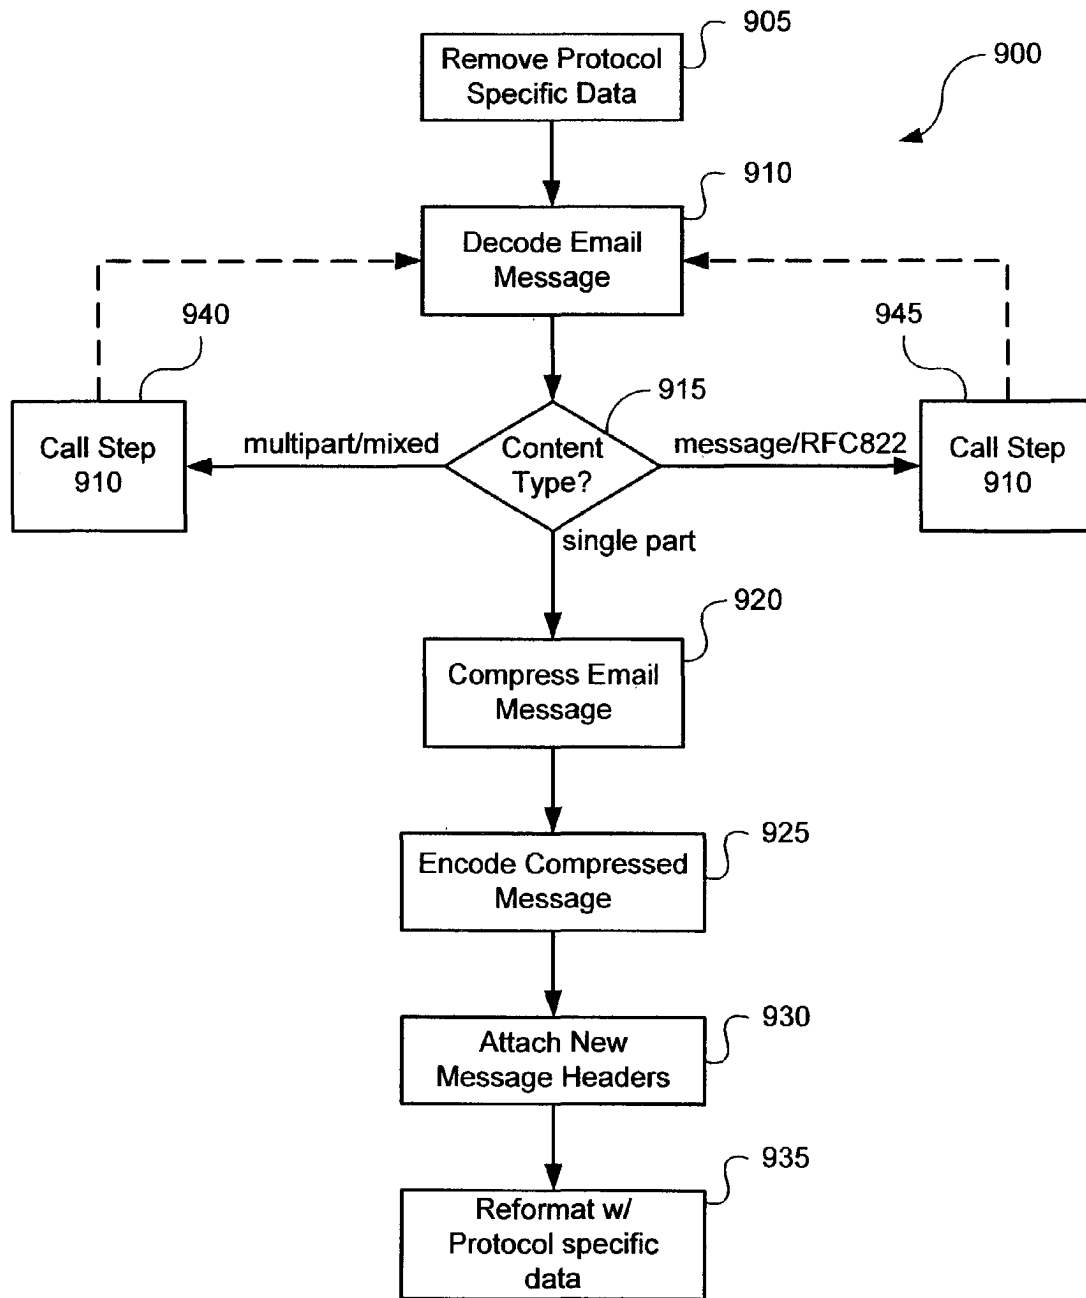 905
Remove Protocol
Specific Data
900
910
Decode Email
Message
940
945
915
Call Step
910
multipart/mixed
Content
Type?
message/RFC822
Call Step
910
single part
920
Compress Email
Message
925
Encode Compressed
Message
930
Attach New
Message Headers
935
Reformat w/
Protocol specific
data